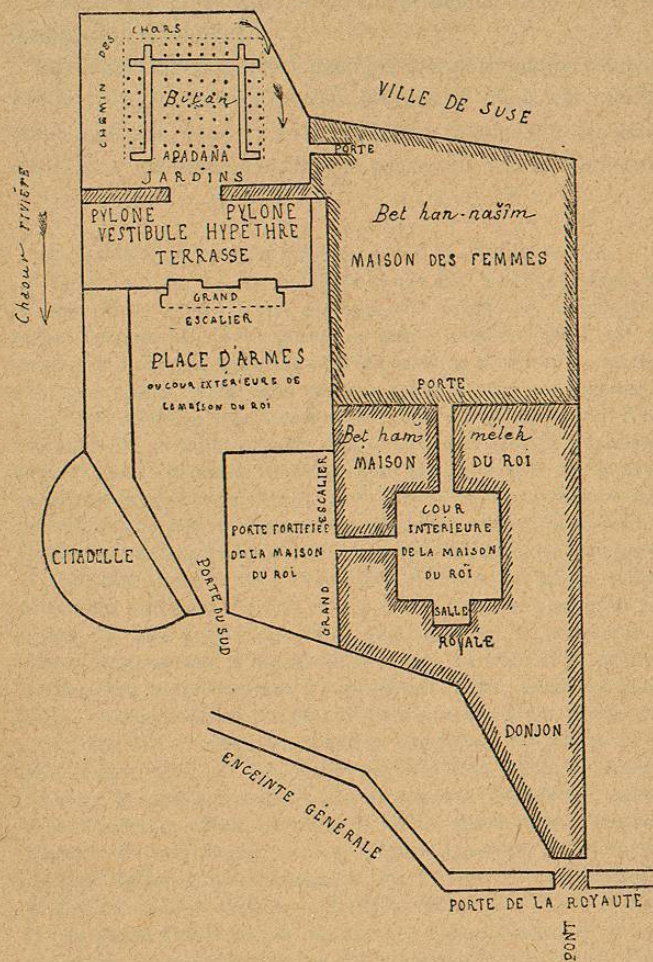 CHEMIN DES CHARS
Bitân
APADANA
JARDINS
VILLE DE SUSE
PORTE
Chaour RIVIÈRE
PYLONE PYLONE
VESTIBULE HYPÈTHRE
TERRASSE
GRAND
ESCALIER
Bet han-našîm
MAISON DES FEMMES
PLACE D'ARMES
OU COUR EXTÉRIEURE DE
LA MAISON DU ROI
PORTE
Bet ham mélek
MAISON DU ROI
CITADELLE
PORTE DU SUD
PORTE FORTIFIÉE
DE LA MAISON
DU ROI
GRAND ESCALIER
COUR
INTÉRIEURE
DE LA MAISON
DU ROI
SALLE
ROYALE
DONJON
ENCEINTE GÉNÉRALE
PORTE DE LA ROYAUTÉ
PONT